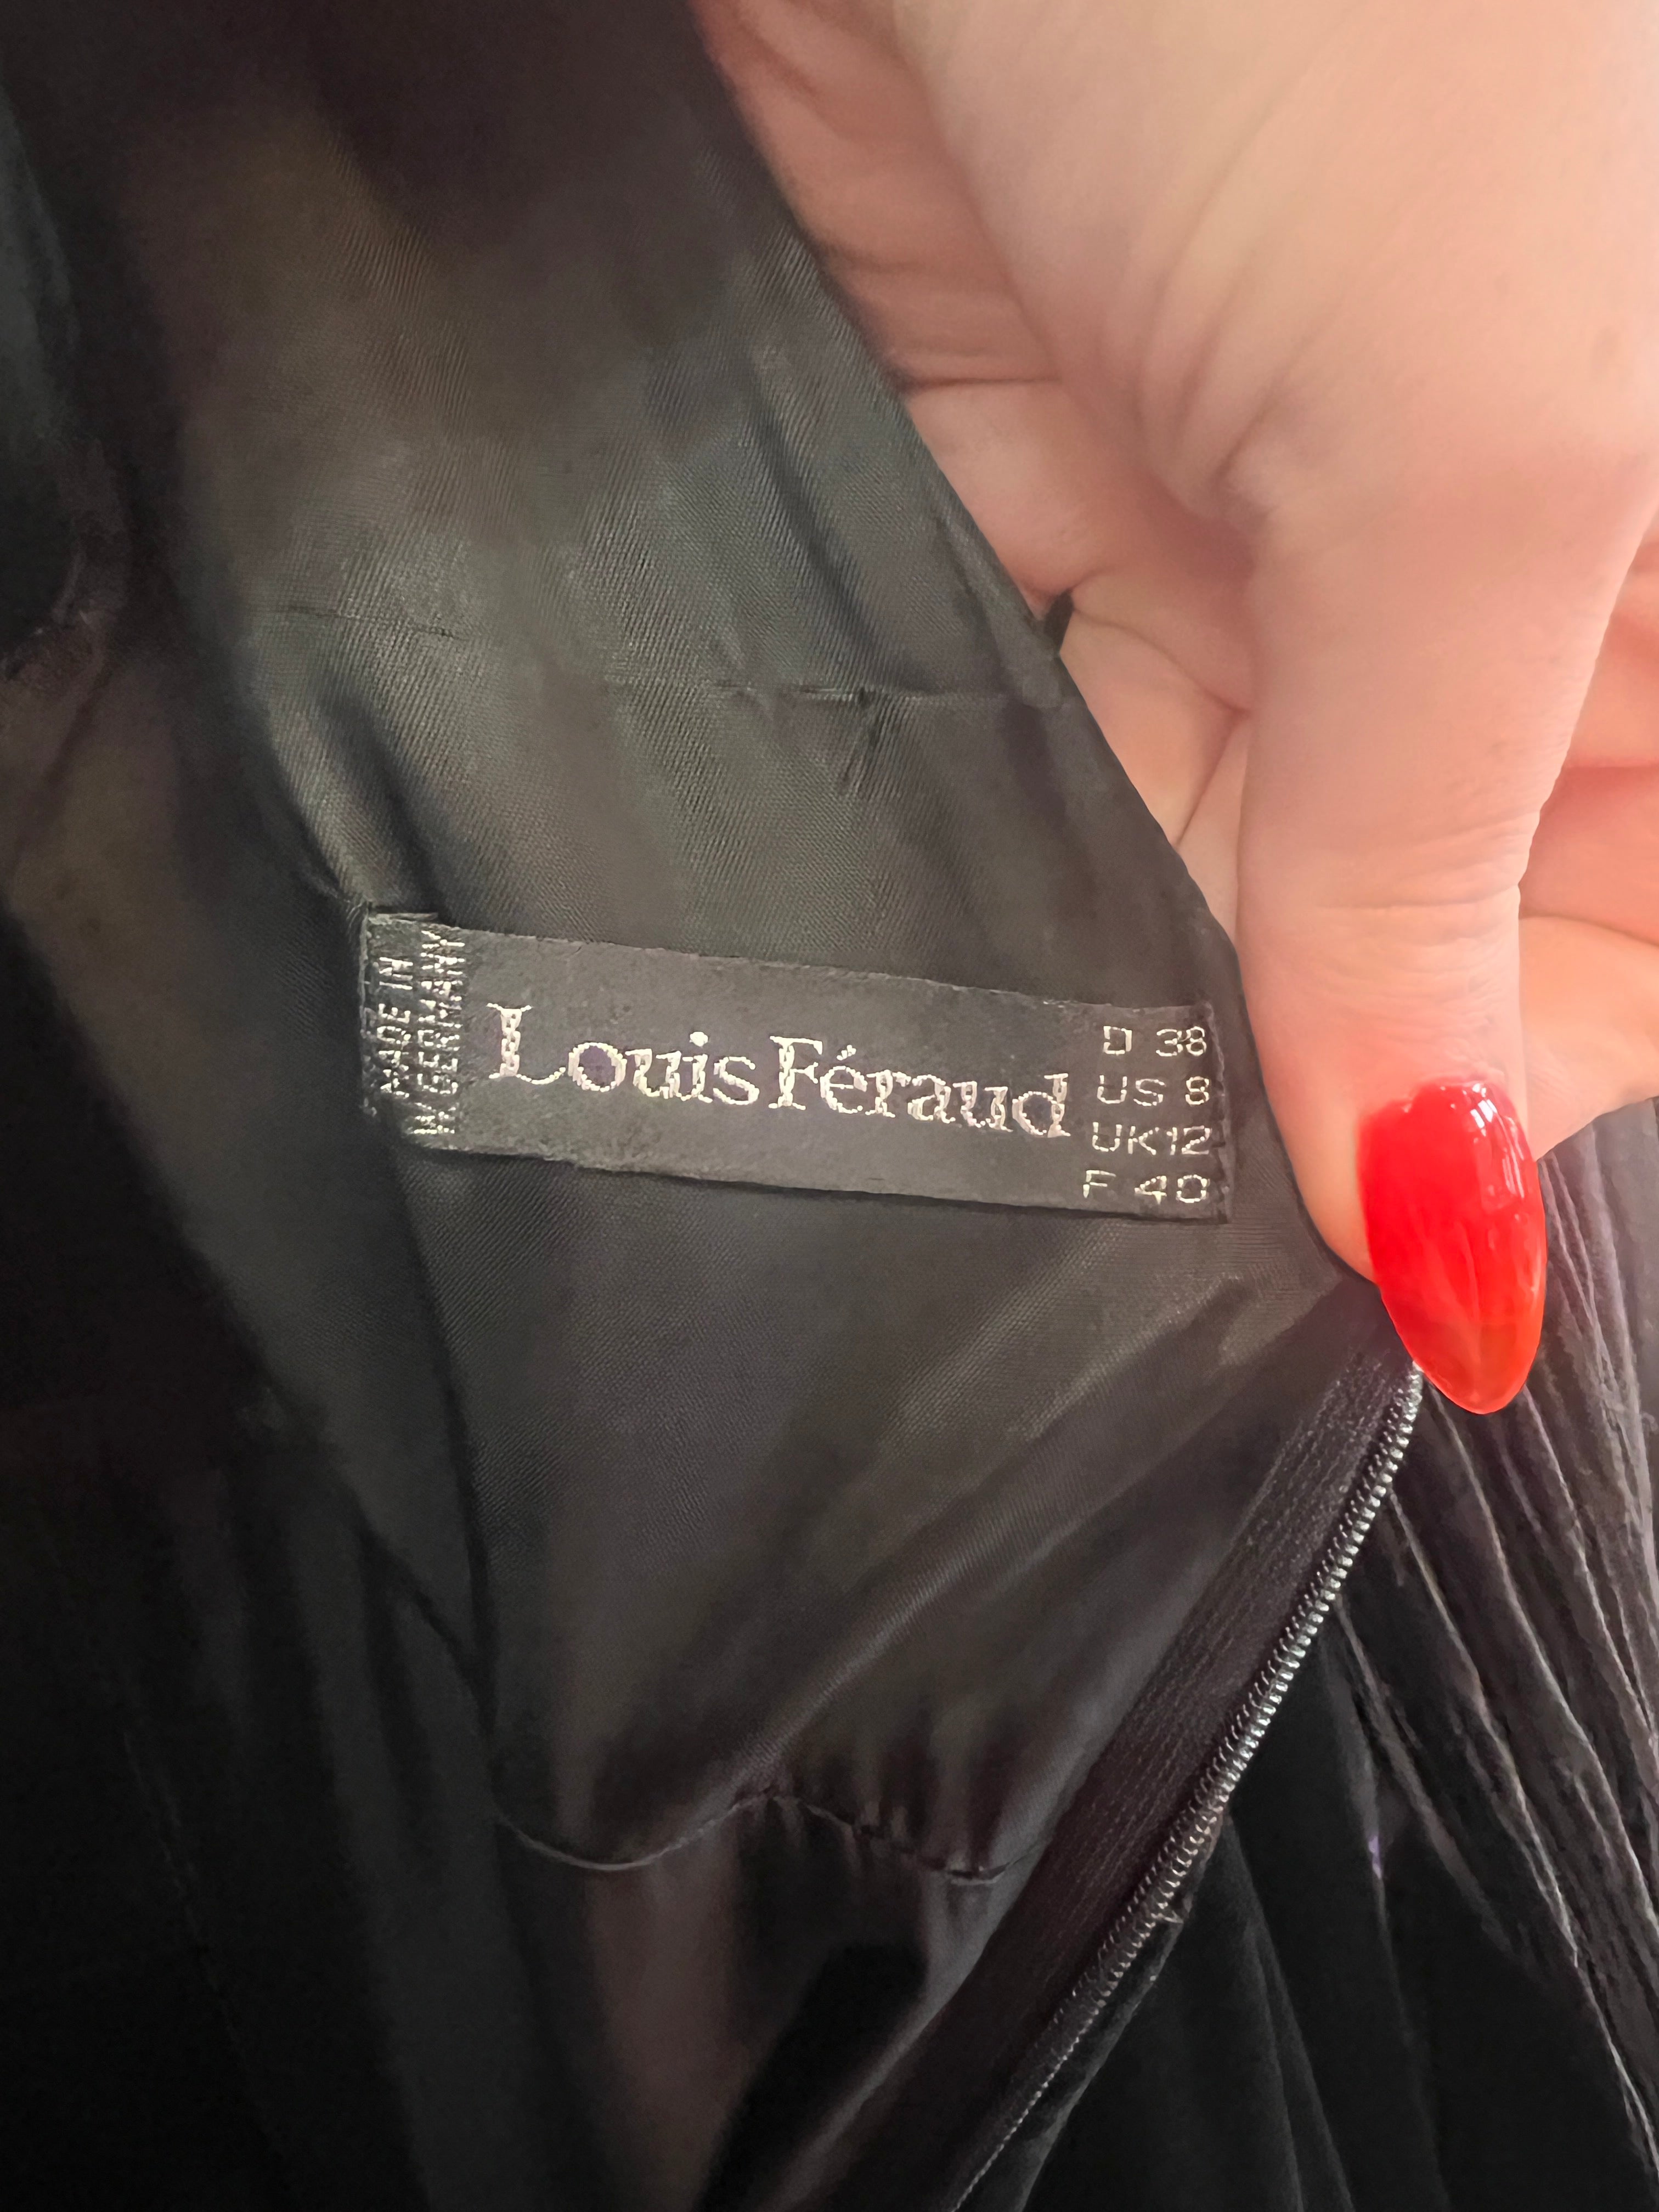 MADE IN
W. GERMANY
Louis Féraud
D 38
US 8
UK12
F 40